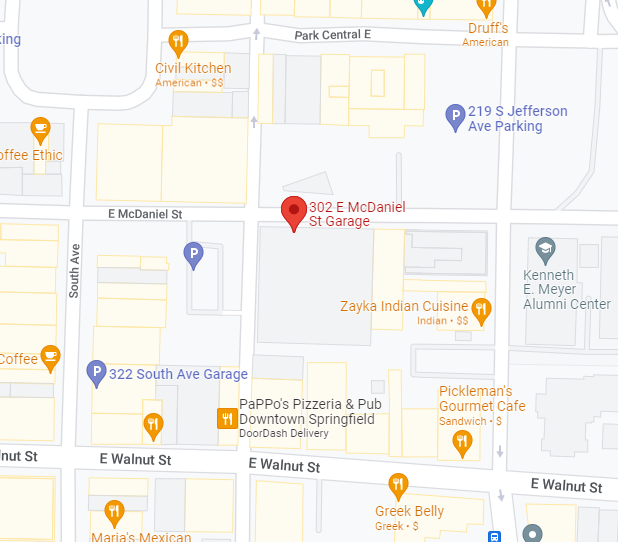 Park Central E
Druff's
American
king
Civil Kitchen
American • $$
219 S Jefferson
Ave Parking
P
offee Ethic
302 E McDaniel
St Garage
E McDaniel St
P
South Ave
Kenneth
E. Meyer
Alumni Center
Zayka Indian Cuisine
Indian • $$
Coffee
P
322 South Ave Garage
Pickleman's
Gourmet Cafe
Sandwich • $
PaPPo's Pizzeria & Pub
Downtown Springfield
DoorDash Delivery
lnut St
E Walnut St
E Walnut St
E Walnut St
Greek Belly
Greek • $
Maria's Mexican